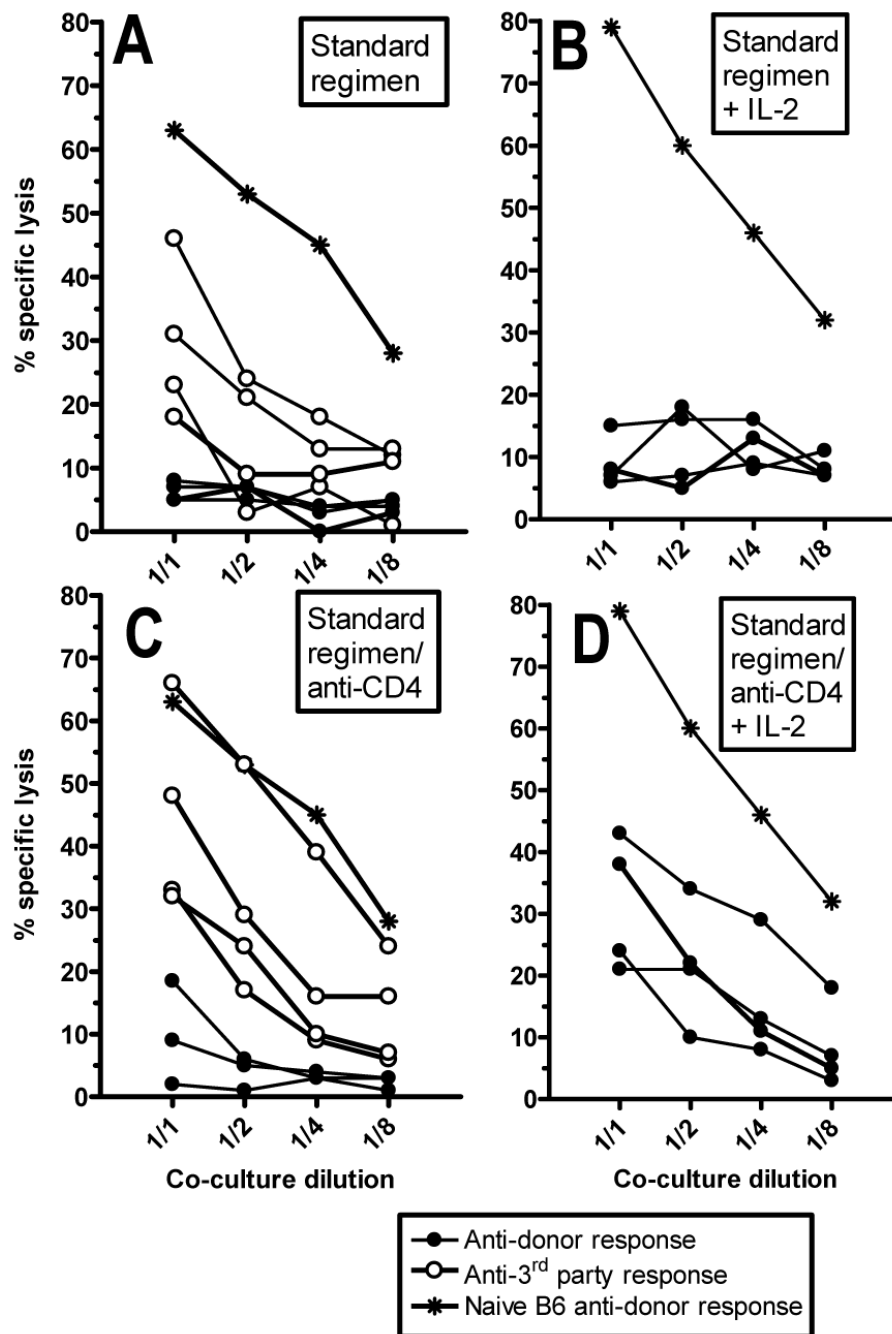 A
Standard
regimen
80
70
60
50
40
30
20
10
0
% specific lysis
1/1
1/2
1/4
1/8
B
Standard
regimen
+ IL-2
80
70
60
50
40
30
20
10
0
1/1
1/2
1/4
1/8
C
Standard
regimen/
anti-CD4
80
70
60
50
40
30
20
10
0
% specific lysis
1/1
1/2
1/4
1/8
Co-culture dilution
D
Standard
regimen/
anti-CD4
+ IL-2
80
70
60
50
40
30
20
10
0
1/1
1/2
1/4
1/8
Co-culture dilution
Anti-donor response
Anti-3rd party response
Naive B6 anti-donor response